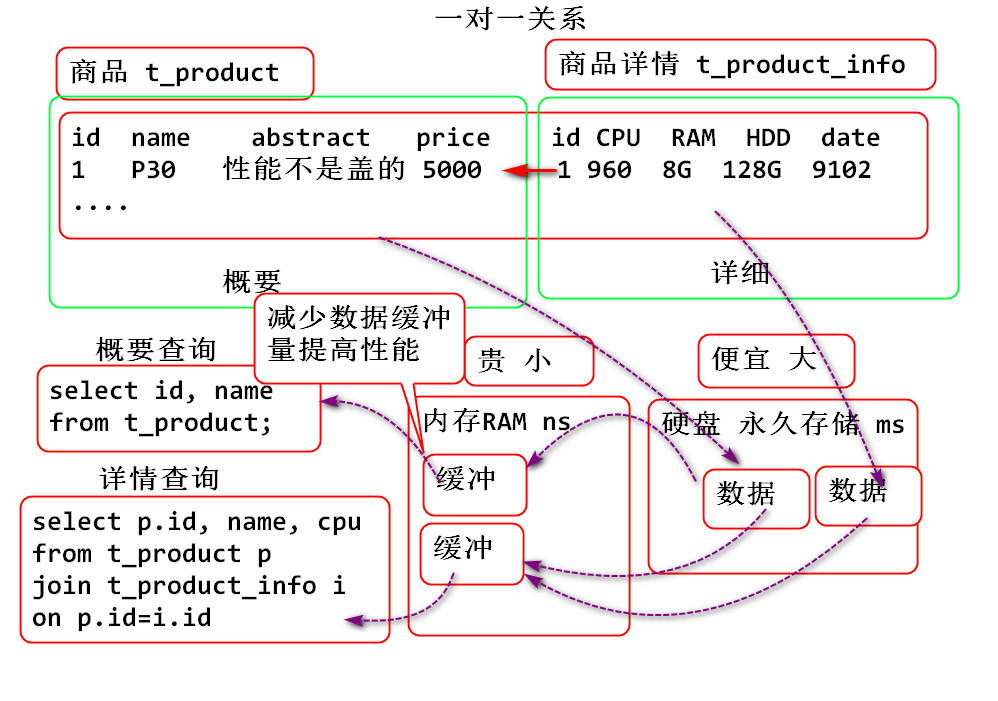 一对一关系
商品 t_product
商品详情 t_product_info
id name abstract price
1 P30 性能不是盖的 5000
....
id CPU RAM HDD date
1 960 8G 128G 9102
概要
详细
减少数据缓冲
量提高性能
贵 小
便宜 大
概要查询
select id, name
from t_product;
内存RAM ns
缓冲
缓冲
硬盘 永久存储 ms
数据
数据
详情查询
select p.id, name, cpu
from t_product p
join t_product_info i
on p.id=i.id